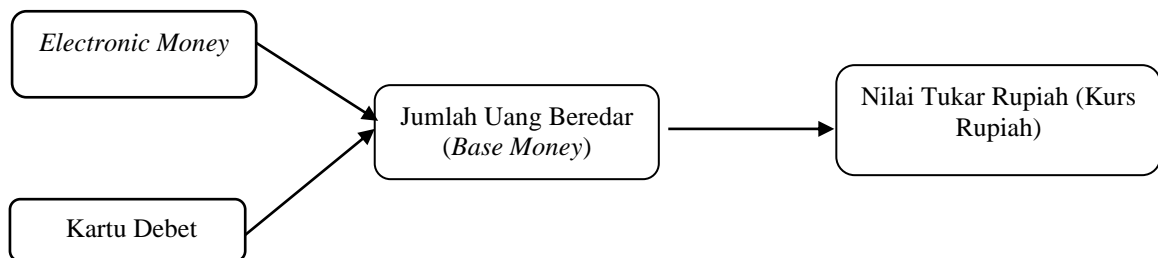 Electronic Money
Kartu Debet
Jumlah Uang Beredar
(Base Money)
Nilai Tukar Rupiah (Kurs
Rupiah)